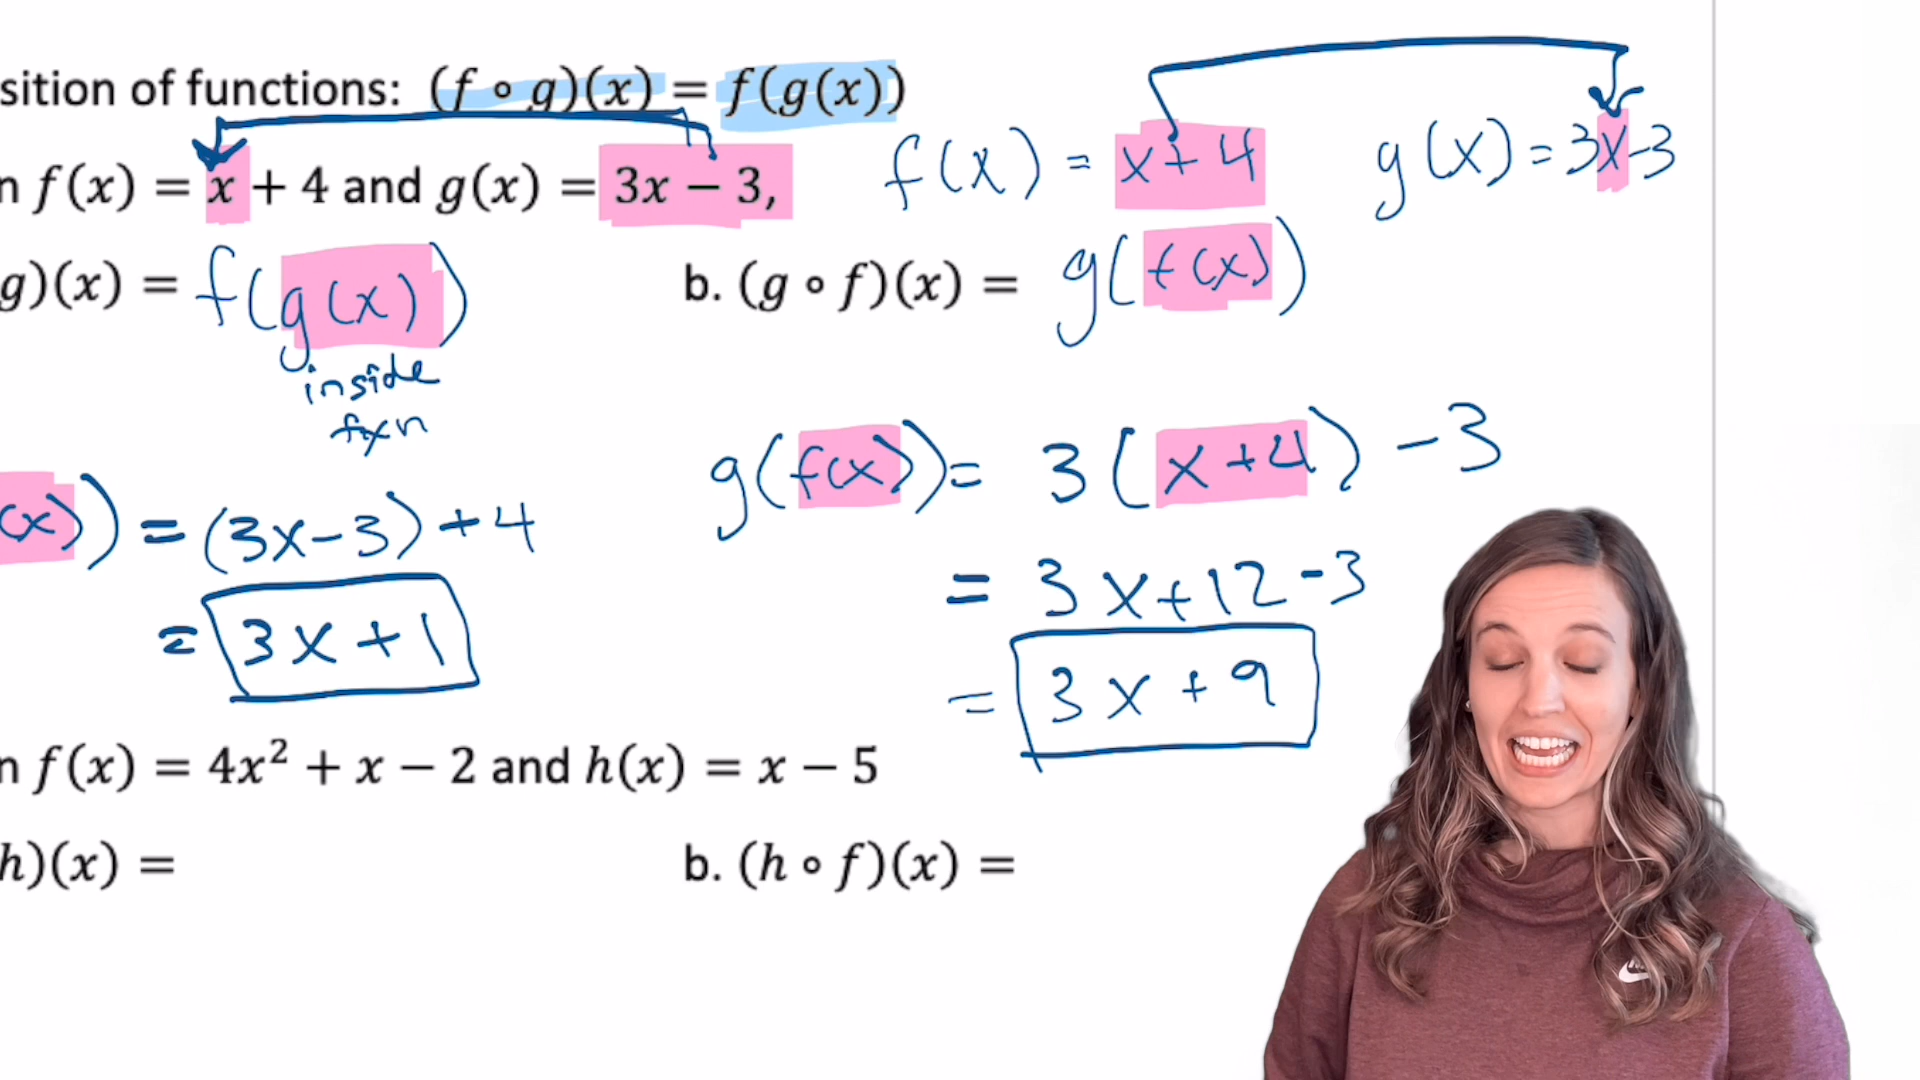 sition of functions: (f ∘ g)(x) = f(g(x))
n f(x) = x + 4 and g(x) = 3x − 3,
f(x) = x+4 g(x) = 3x-3
g)(x) = f(g(x))
inside
fxn
b. (g ∘ f)(x) = g(f(x))
(x)) = (3x-3)+4
= 3x+1
g(f(x)) = 3(x+4) -3
= 3x+12-3
= 3x+9
n f(x) = 4x² + x − 2 and h(x) = x − 5
h)(x) =
b. (h ∘ f)(x) =